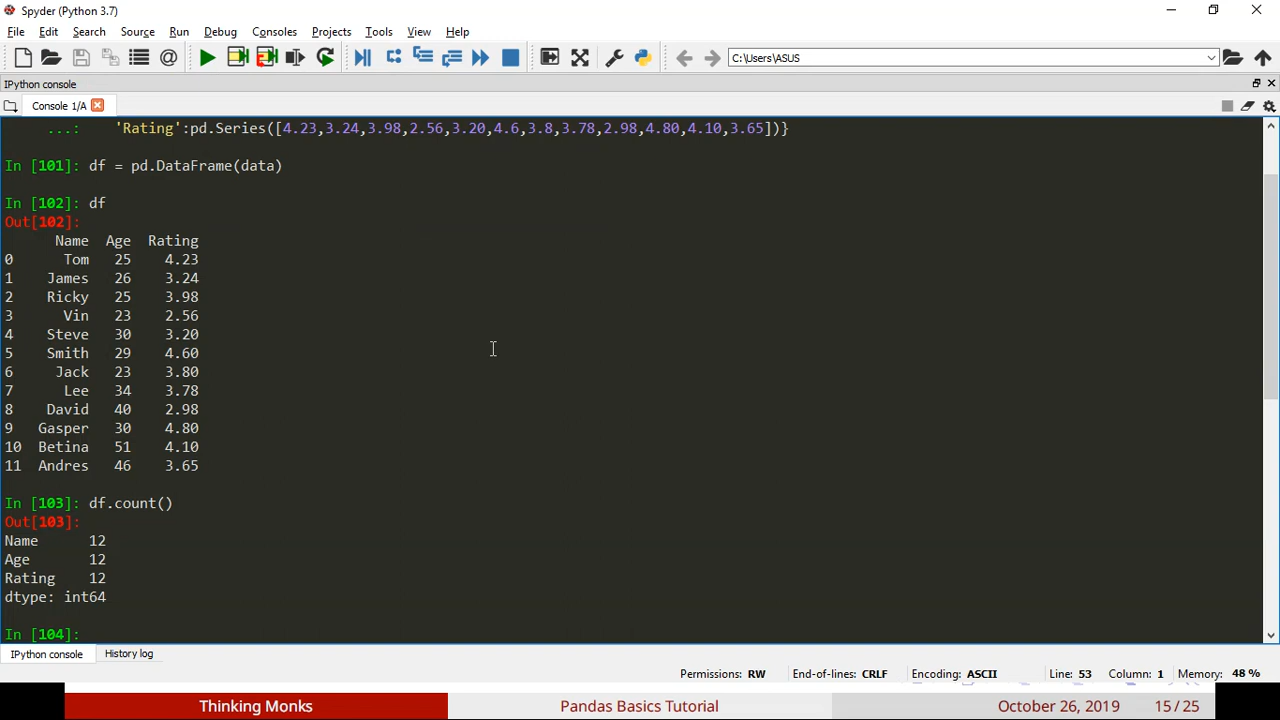 Spyder (Python 3.7)
File Edit Search Source Run Debug Consoles Projects Tools View Help
C:\Users\ASUS
IPython console
Console 1/A
...: 'Rating':pd.Series([4.23,3.24,3.98,2.56,3.20,4.6,3.8,3.78,2.98,4.80,4.10,3.65])}
In [101]: df = pd.DataFrame(data)
In [102]: df
Out[102]:
Name Age Rating
0 Tom 25 4.23
1 James 26 3.24
2 Ricky 25 3.98
3 Vin 23 2.56
4 Steve 30 3.20
5 Smith 29 4.60
6 Jack 23 3.80
7 Lee 34 3.78
8 David 40 2.98
9 Gasper 30 4.80
10 Betina 51 4.10
11 Andres 46 3.65
In [103]: df.count()
Out[103]:
Name 12
Age 12
Rating 12
dtype: int64
In [104]:
IPython console History log
Permissions: RW End-of-lines: CRLF Encoding: ASCII Line: 53 Column: 1 Memory: 48 %
Thinking Monks Pandas Basics Tutorial October 26, 2019 15 / 25